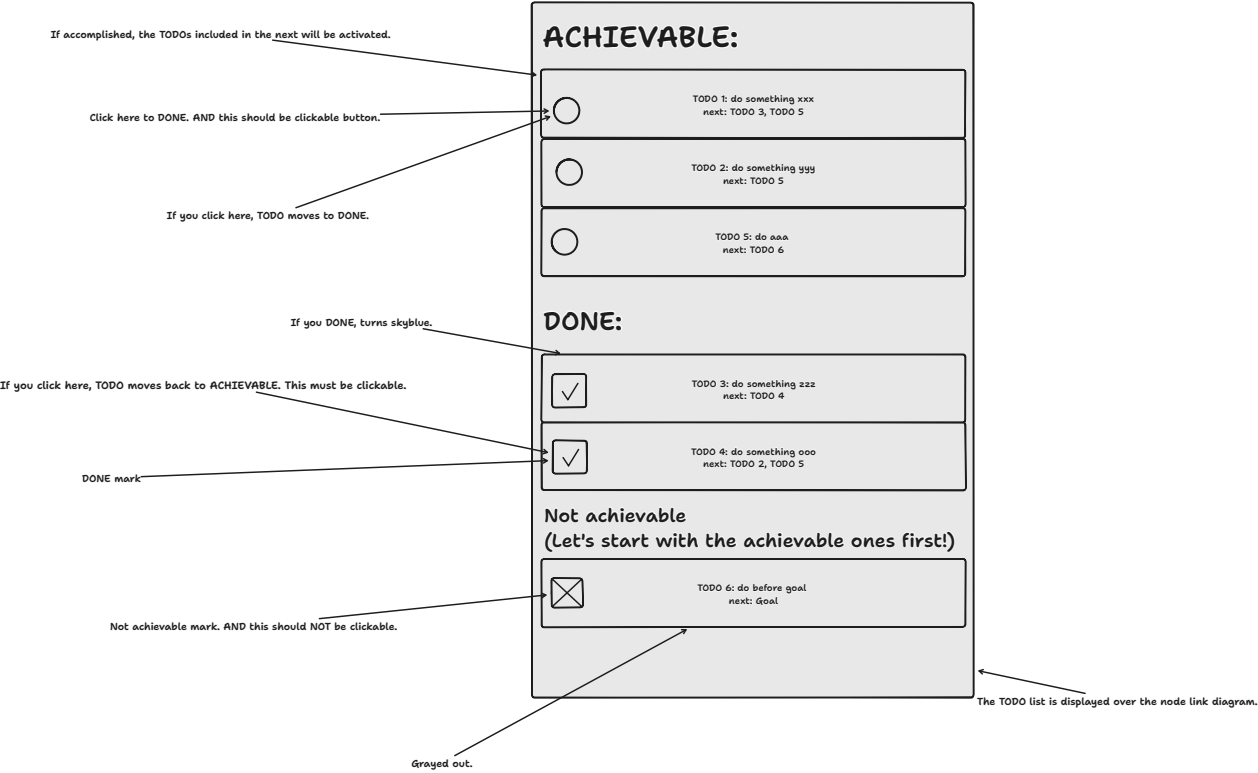 If accomplished, the TODOs included in the next will be activated.
Click here to DONE. AND this should be clickable button.
If you click here, TODO moves to DONE.
ACHIEVABLE:
TODO 1: do something xxx
next: TODO 3, TODO 5
TODO 2: do something yyy
next: TODO 5
TODO 5: do aaa
next: TODO 6
If you DONE, turns skyblue.
If you click here, TODO moves back to ACHIEVABLE. This must be clickable.
DONE mark
DONE:
TODO 3: do something zzz
next: TODO 4
TODO 4: do something ooo
next: TODO 2, TODO 5
Not achievable
(Let's start with the achievable ones first!)
TODO 6: do before goal
next: Goal
Not achievable mark. AND this should NOT be clickable.
The TODO list is displayed over the node link diagram.
Grayed out.